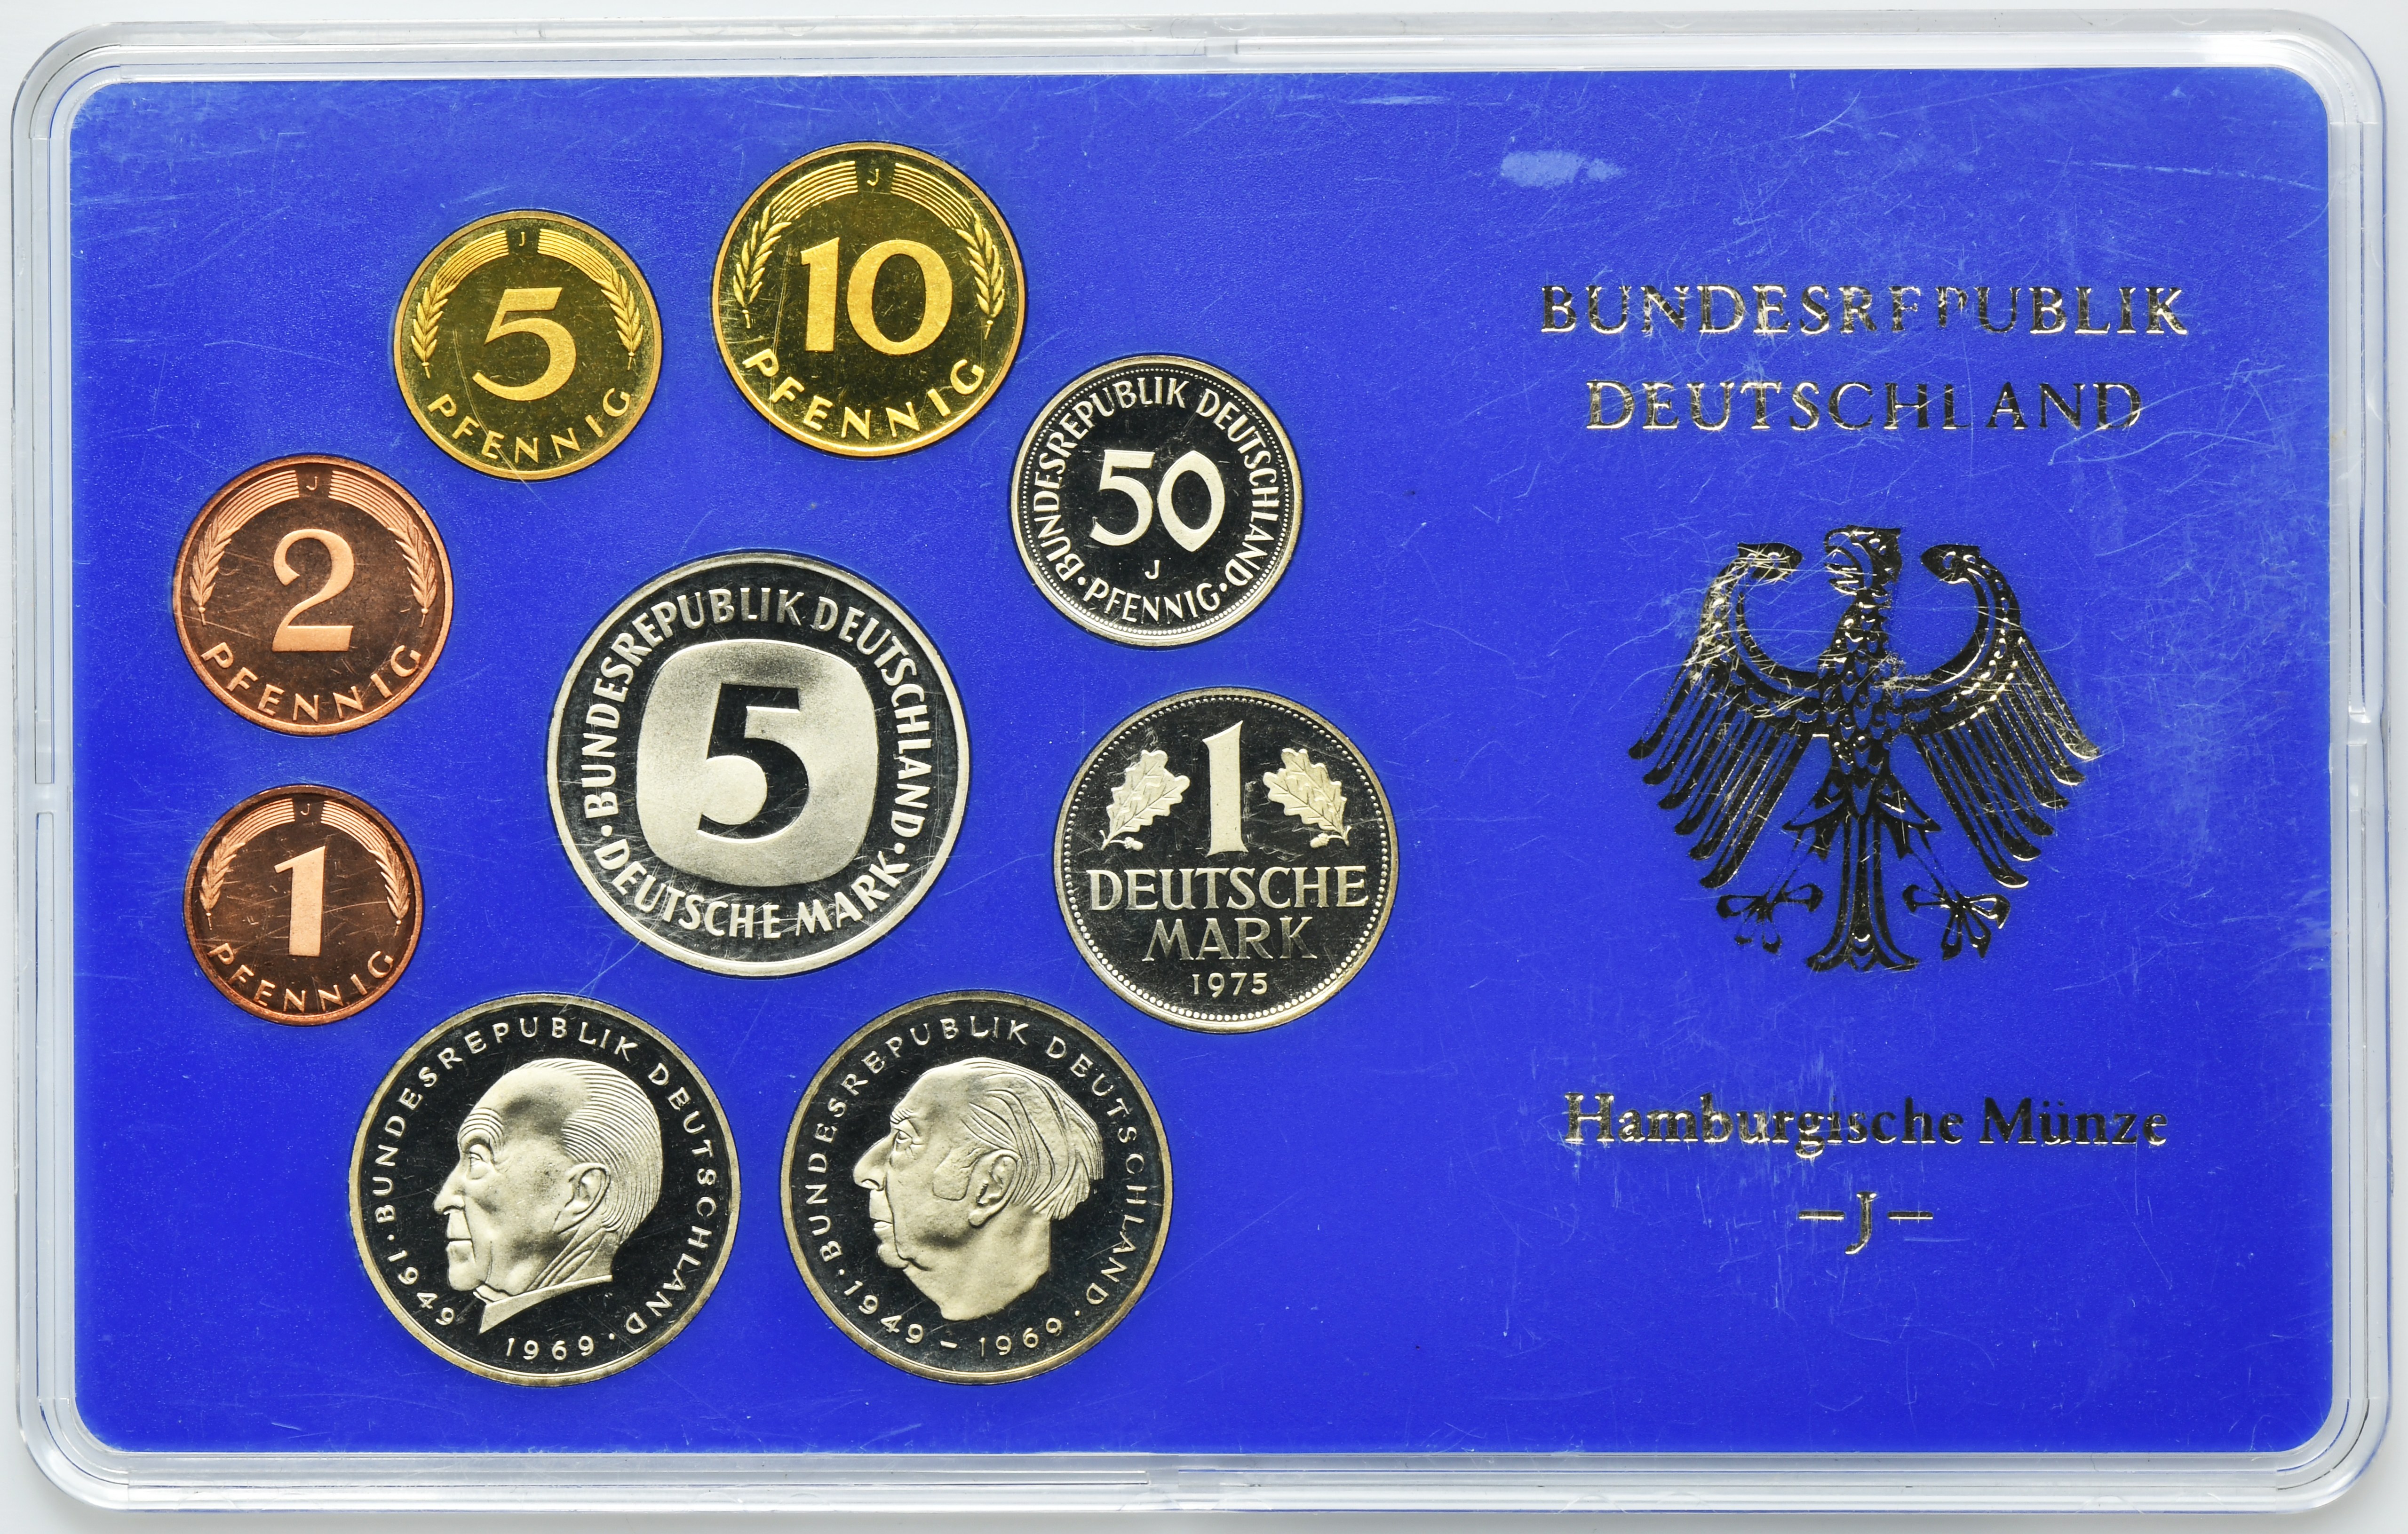 J
5
PFENNIG
J
10
PFENNIG
BUNDESREPUBLIK DEUTSCHLAND
50
J
·PFENNIG·
J
2
PFENNIG
·BUNDESREPUBLIK DEUTSCHLAND·
5
DEUTSCHE MARK
1
DEUTSCHE
MARK
1975
J
1
PFENNIG
·BUNDESREPUBLIK DEUTSCHLAND·
1949 1969
·BUNDESREPUBLIK DEUTSCHLAND·
1949 – 1969
BUNDESREPUBLIK
DEUTSCHLAND
Hamburgische Münze
– J –